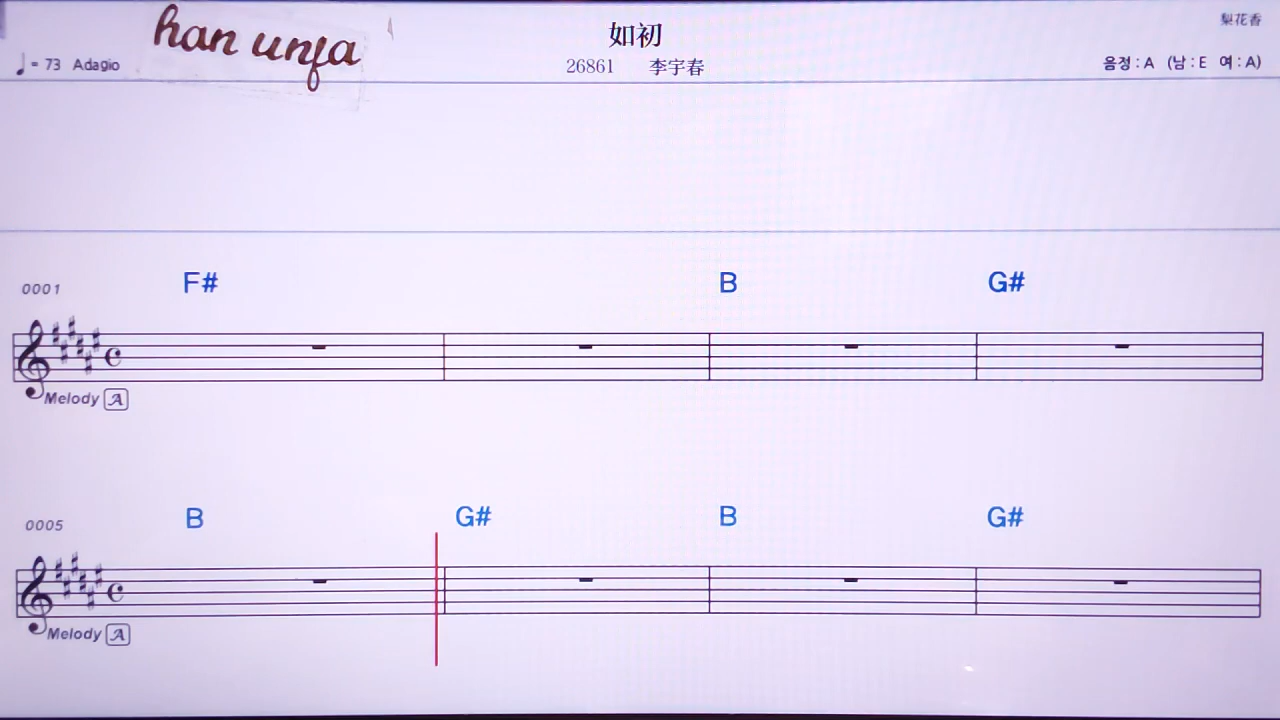 han unfa
如初
梨花香
♩= 73 Adagio
26861 李宇春
음정 : A (남 : E 여 : A)
0001
F# B G#
Melody A
0005
B G# B G#
Melody A